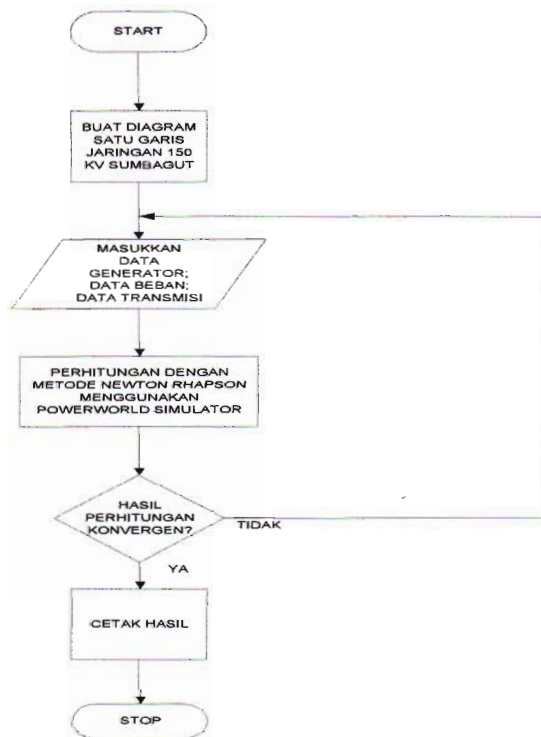 START
BUAT DIAGRAM
SATU GARIS
JARINGAN 150
KV SUMBAGUT
MASUKKAN
DATA
GENERATOR;
DATA BEBAN;
DATA TRANSMISI
PERHITUNGAN DENGAN
METODE NEWTON RHAPSON
MENGGUNAKAN
POWERWORLD SIMULATOR
HASIL
PERHITUNGAN
KONVERGEN?
TIDAK
YA
CETAK HASIL
STOP